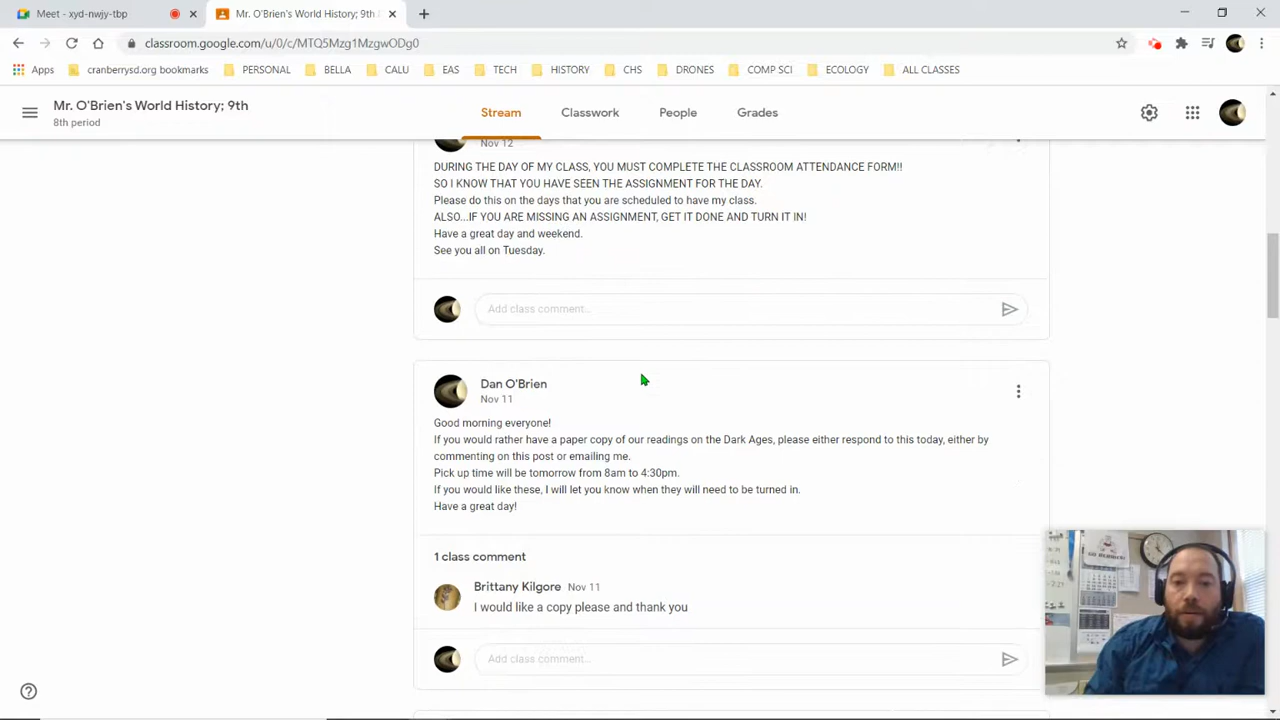 Meet - xyd-nwjy-tbp
Mr. O'Brien's World History; 9th
classroom.google.com/u/0/c/MTQ5Mzg1MzgwODg0
Apps cranberrysd.org bookmarks PERSONAL BELLA CALU EAS TECH HISTORY CHS DRONES COMP SCI ECOLOGY ALL CLASSES
Mr. O'Brien's World History; 9th
8th period
Stream Classwork People Grades
Nov 12
DURING THE DAY OF MY CLASS, YOU MUST COMPLETE THE CLASSROOM ATTENDANCE FORM!!
SO I KNOW THAT YOU HAVE SEEN THE ASSIGNMENT FOR THE DAY.
Please do this on the days that you are scheduled to have my class.
ALSO...IF YOU ARE MISSING AN ASSIGNMENT, GET IT DONE AND TURN IT IN!
Have a great day and weekend.
See you all on Tuesday.
Add class comment...
Dan O'Brien
Nov 11
Good morning everyone!
If you would rather have a paper copy of our readings on the Dark Ages, please either respond to this today, either by
commenting on this post or emailing me.
Pick up time will be tomorrow from 8am to 4:30pm.
If you would like these, I will let you know when they will need to be turned in.
Have a great day!
1 class comment
Brittany Kilgore Nov 11
I would like a copy please and thank you
Add class comment...